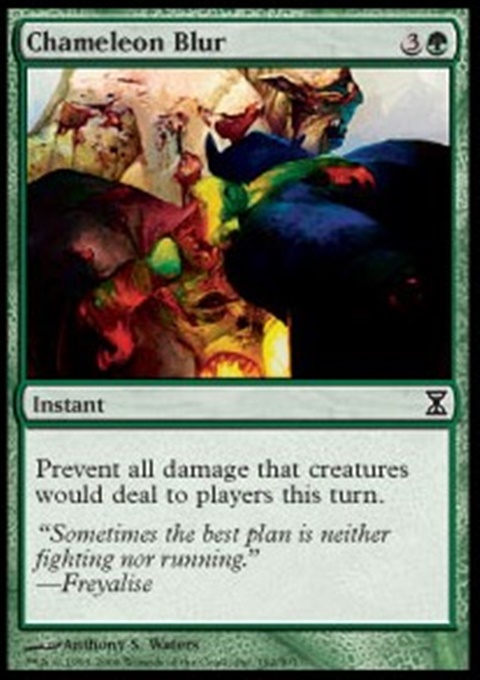 Chameleon Blur 3
Instant
Prevent all damage that creatures
would deal to players this turn.
“Sometimes the best plan is neither
fighting nor running.”
—Freyalise
Anthony S. Waters